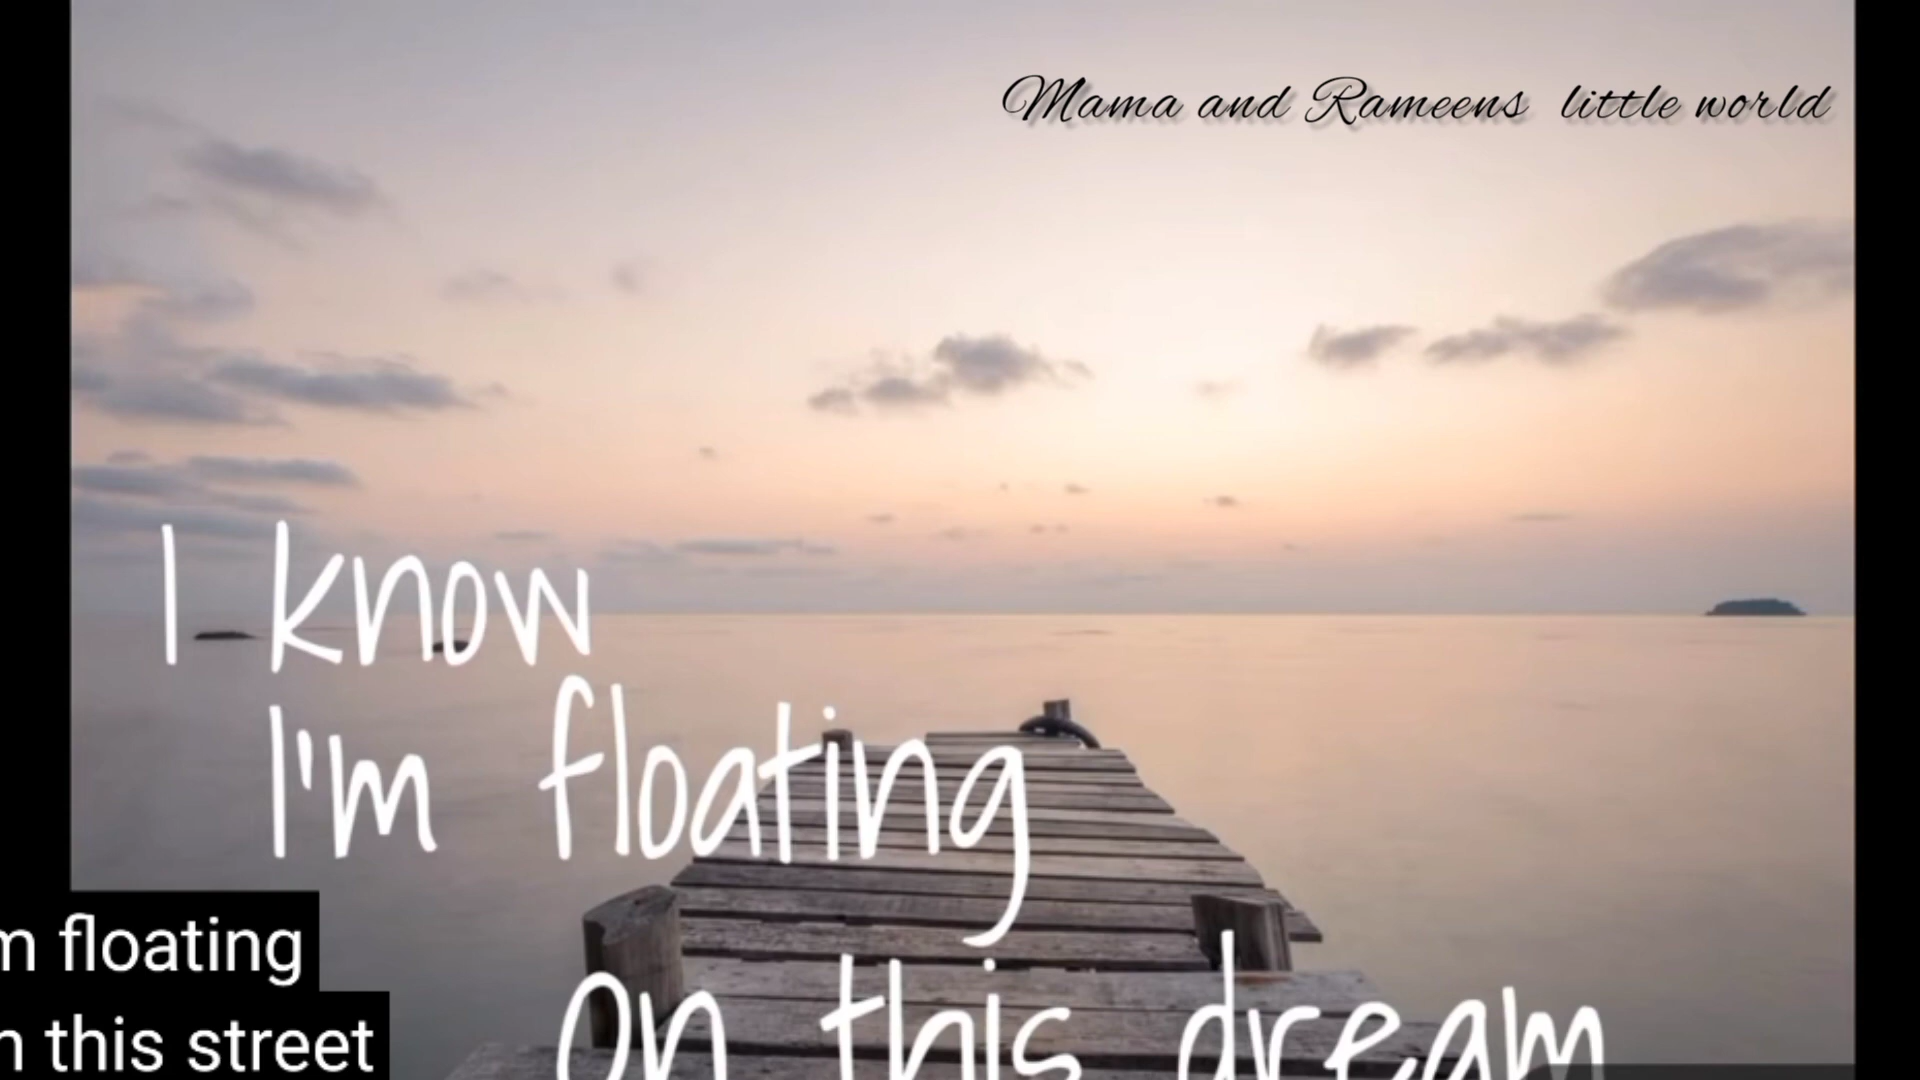 Mama and Rameens little world
I know
I'm floating
on this dream
m floating
n this street